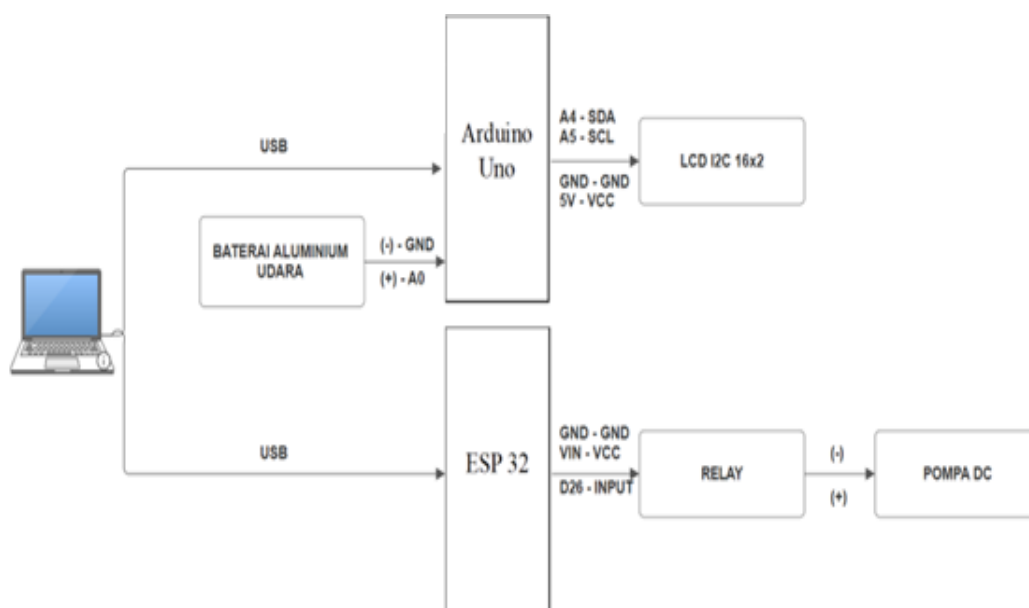 USB
BATERAI ALUMINIUM
UDARA
(-) - GND
(+) - A0
Arduino
Uno
A4 - SDA
A5 - SCL
GND - GND
5V - VCC
LCD I2C 16x2
USB
ESP 32
GND - GND
VIN - VCC
D26 - INPUT
RELAY
(-)
(+)
POMPA DC